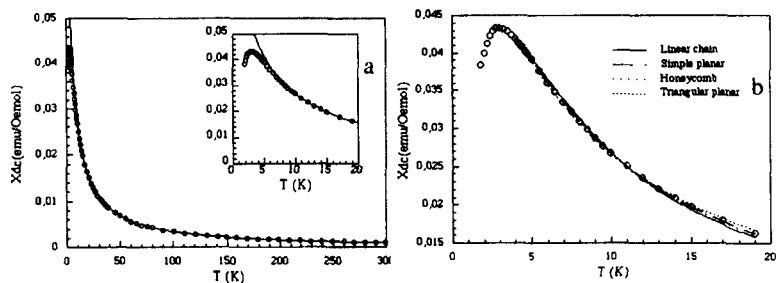 0,05
0,04
0,03
0,02
0,01
0
0 50 100 150 200 250 300
T (K)
Xdc(emu/Oemol)
0,05
0,04
0,03
0,02
0,01
0
0 5 10 15 20
T (K)
a
0,045
0,04
0,035
0,03
0,025
0,02
0,015
0 5 10 15 20
T (K)
Xdc(emu/Oemol)
Linear chain
Simple planar
Honeycomb
Triangular planar
b